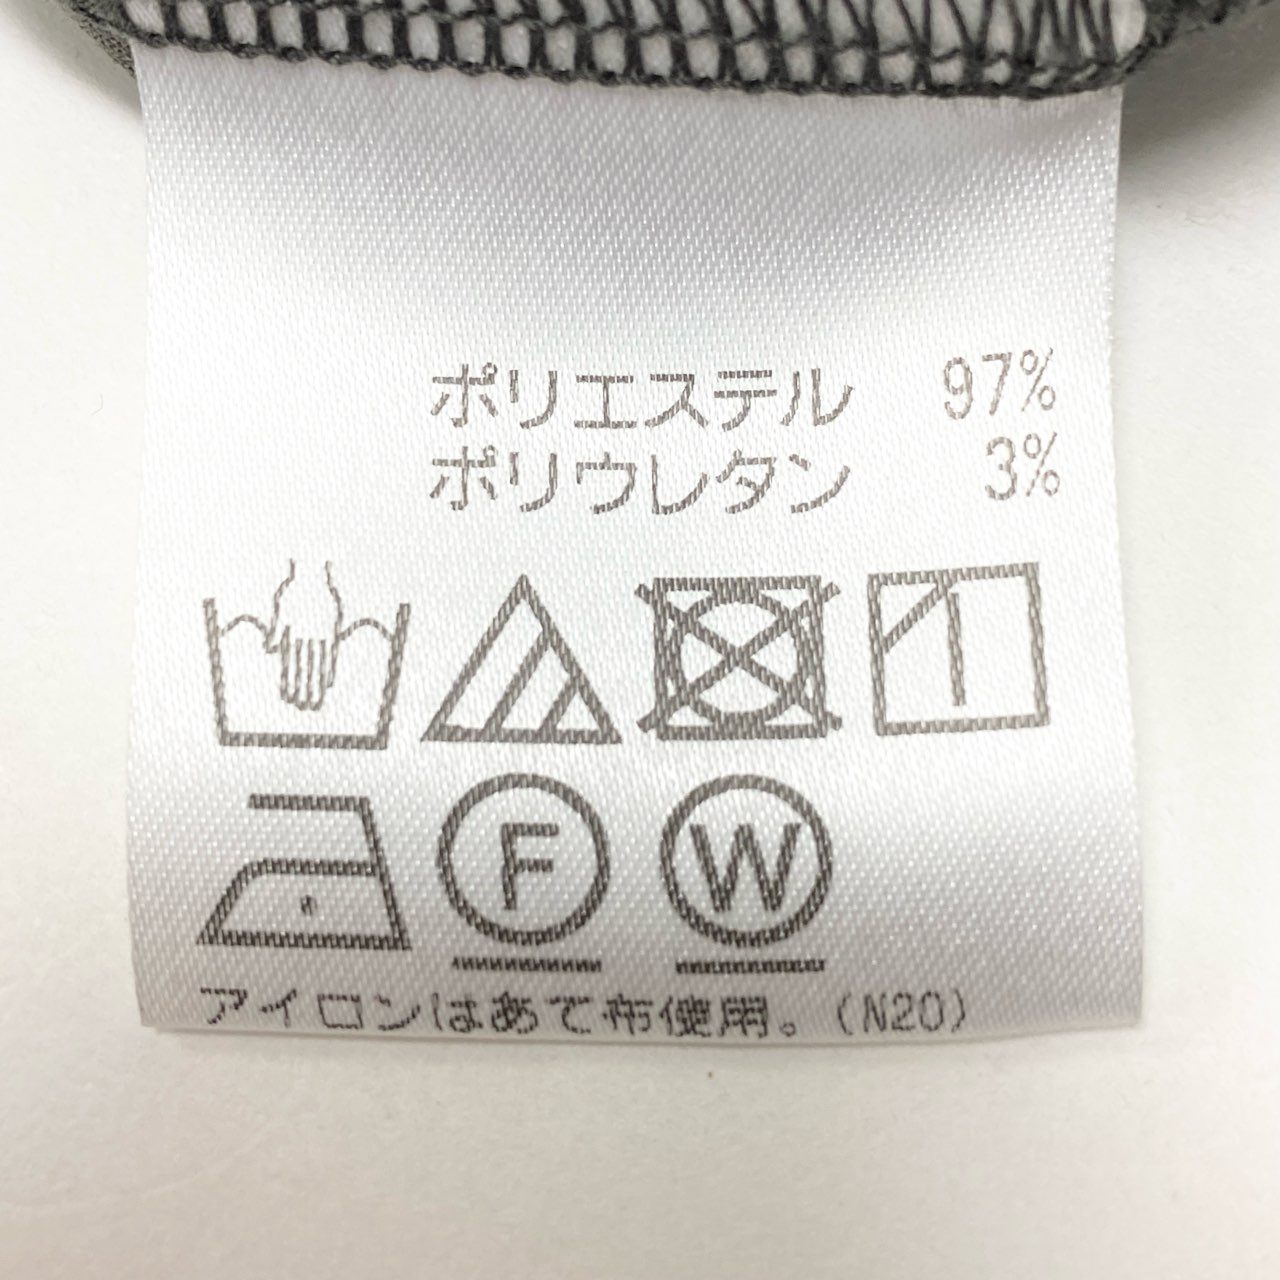 ポリエステル 97%
ポリウレタン 3%
F W
アイロンはあて布使用。(N20)